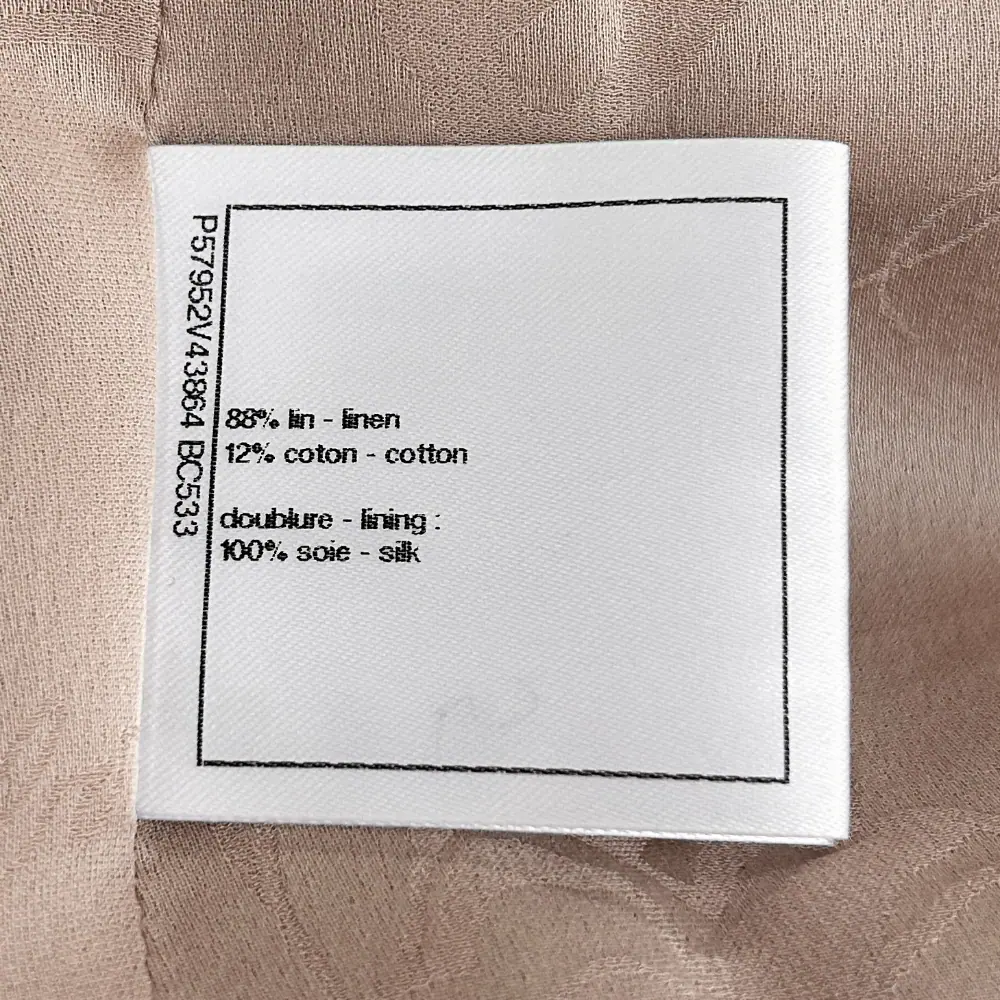 P57952V43864 BC533
88% lin - linen
12% coton - cotton
doublure - lining :
100% soie - silk